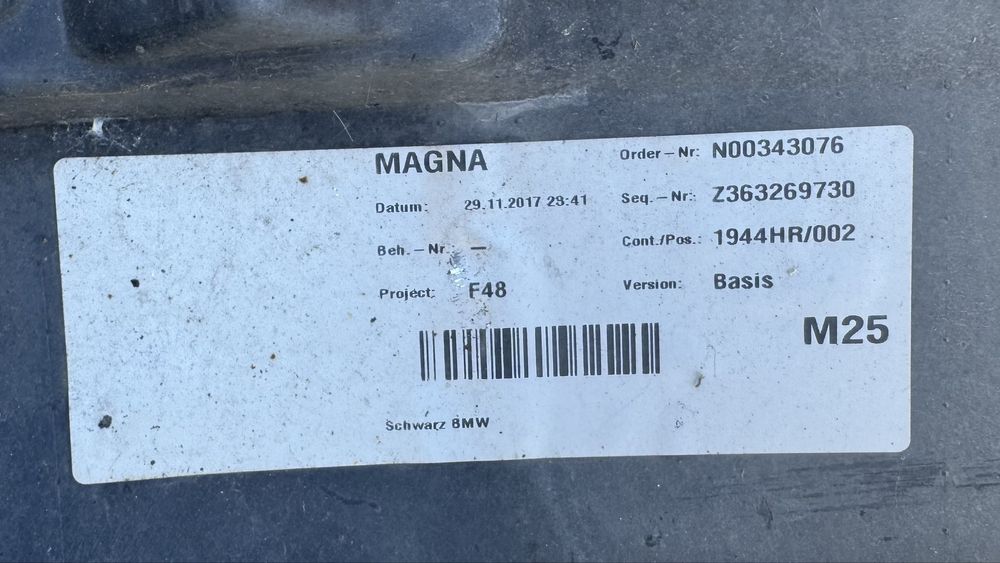 MAGNA
Order-Nr: N00343076
Datum: 29.11.2017 23:41
Seq.-Nr: Z363269730
Beh.-Nr.: -
Cont./Pos.: 1944HR/002
Project: F48
Version: Basis
M25
Schwarz BMW